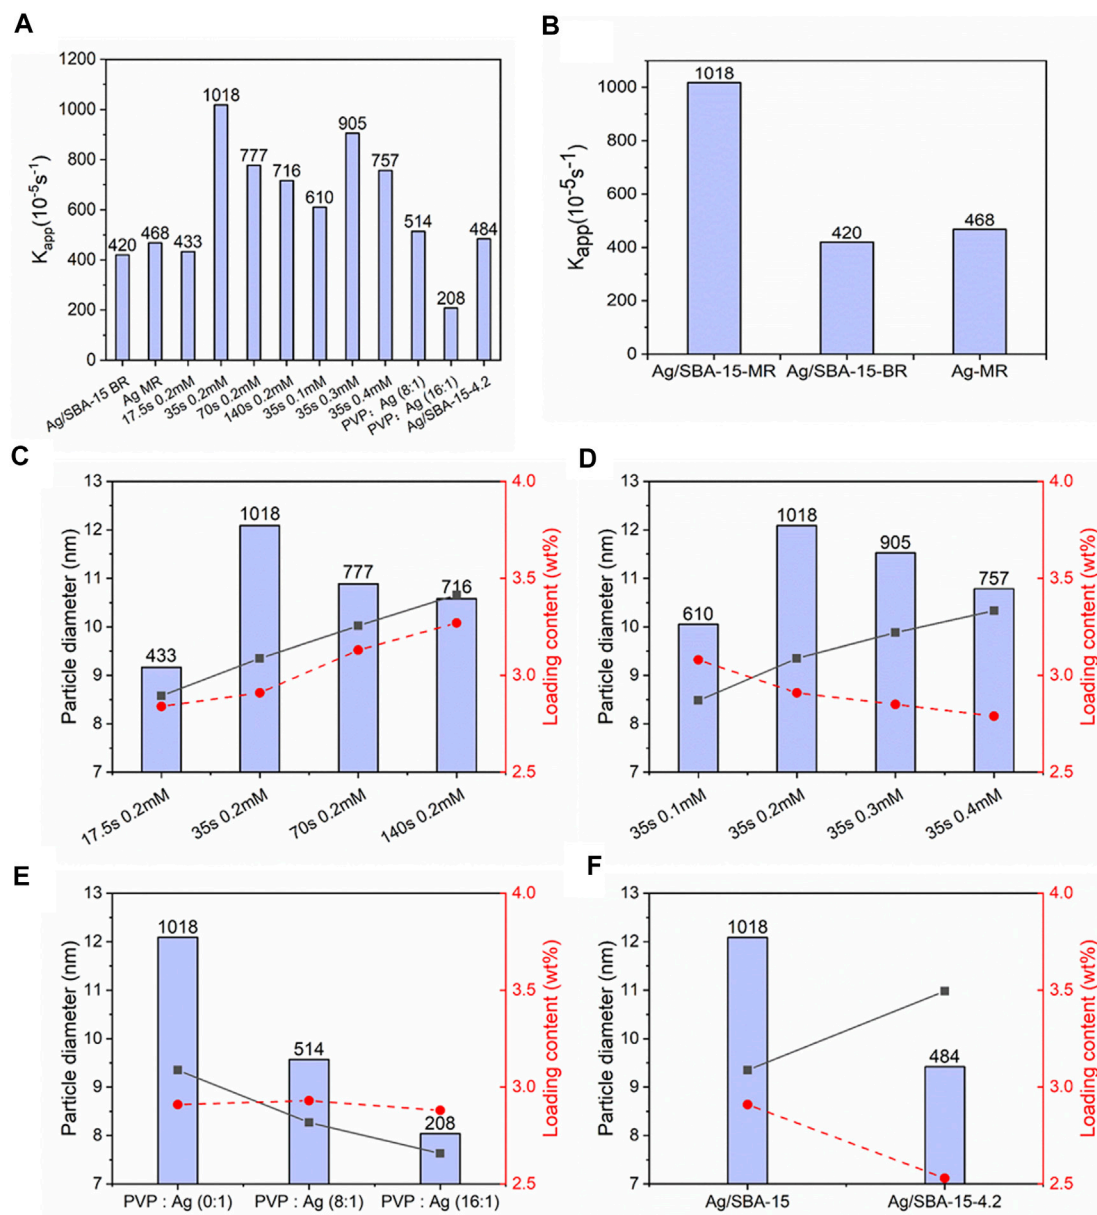 A
Kapp(10-5s-1)
1200
1000
800
600
400
200
0
420
468
433
1018
777
716
610
905
757
514
208
484
Ag/SBA-15 BR
Ag MR
17.5s 0.2mM
35s 0.2mM
70s 0.2mM
140s 0.2mM
35s 0.1mM
35s 0.3mM
35s 0.4mM
PVP: Ag (8:1)
PVP: Ag (16:1)
Ag/SBA-15-4.2
B
Kapp(10-5s-1)
1000
800
600
400
200
0
1018
420
468
Ag/SBA-15-MR
Ag/SBA-15-BR
Ag-MR
C
Particle diameter (nm)
13
12
11
10
9
8
7
433
1018
777
716
4.0
3.5
3.0
2.5
Loading content (wt%)
17.5s 0.2mM
35s 0.2mM
70s 0.2mM
140s 0.2mM
D
Particle diameter (nm)
13
12
11
10
9
8
7
610
1018
905
757
4.0
3.5
3.0
2.5
Loading content (wt%)
35s 0.1mM
35s 0.2mM
35s 0.3mM
35s 0.4mM
E
Particle diameter (nm)
13
12
11
10
9
8
7
1018
514
208
4.0
3.5
3.0
2.5
Loading content (wt%)
PVP : Ag (0:1)
PVP : Ag (8:1)
PVP : Ag (16:1)
F
Particle diameter (nm)
13
12
11
10
9
8
7
1018
484
4.0
3.5
3.0
2.5
Loading content (wt%)
Ag/SBA-15
Ag/SBA-15-4.2